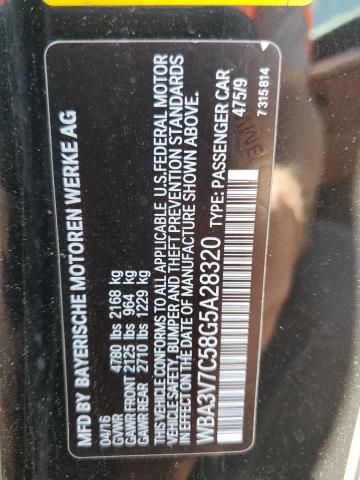 MFD BY BAYERISCHE MOTOREN WERKE AG
04/16
GVWR 4780 lbs 2168 kg
GAWR FRONT 2125 lbs 964 kg
GAWR REAR 2710 lbs 1229 kg
THIS VEHICLE CONFORMS TO ALL APPLICABLE U.S.FEDERAL MOTOR
VEHICLE SAFETY, BUMPER AND THEFT PREVENTION STANDARDS
IN EFFECT ON THE DATE OF MANUFACTURE SHOWN ABOVE.
WBA3V7C58G5A28320 TYPE: PASSENGER CAR
475/9
7 315 814